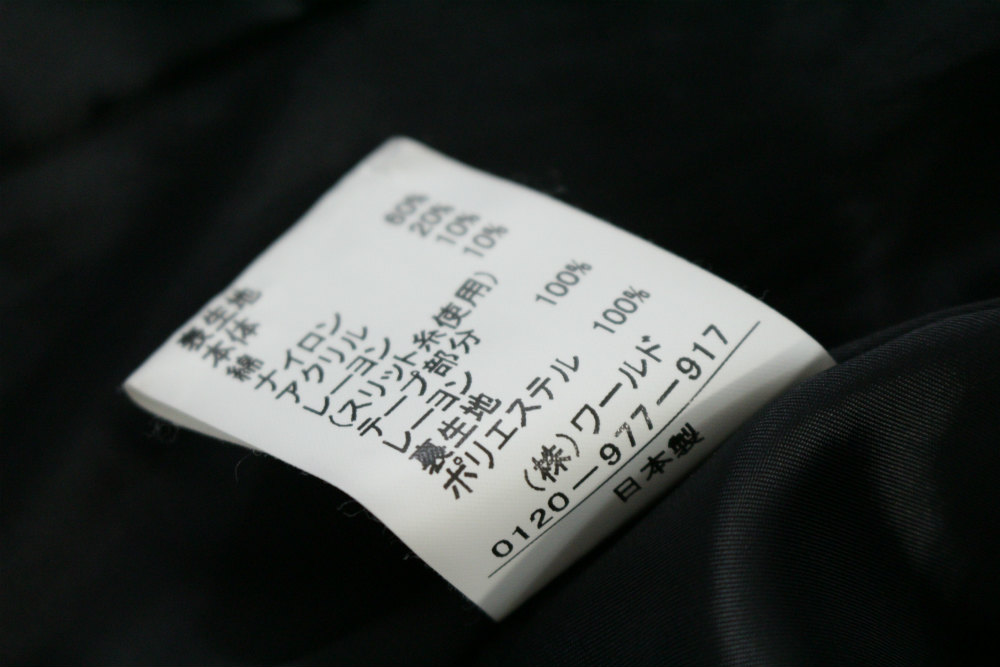 表生地
本体
綿 60%
ナイロン 20%
アクリル 10%
レーヨン 10%
(スリット糸使用)
テープ部分
レーヨン 100%
裏生地
ポリエステル 100%
(株)ワールド
0120-977-917
日本製